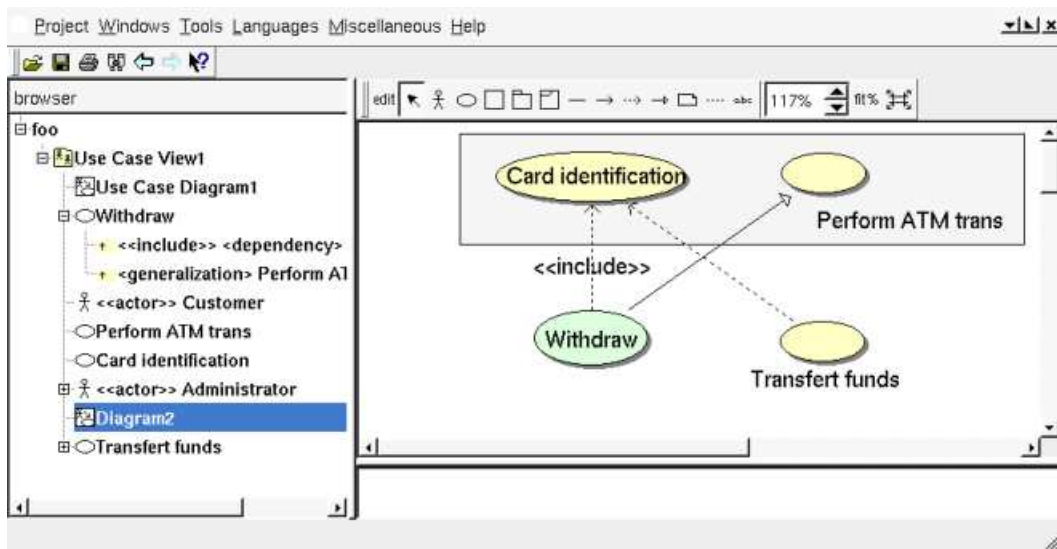 Project Windows Tools Languages Miscellaneous Help
browser
edit abc 117% fit%
foo
Use Case View1
Use Case Diagram1
Withdraw
<<include>> <dependency>
<generalization> Perform AT
<<actor>> Customer
Perform ATM trans
Card identification
<<actor>> Administrator
Diagram2
Transfert funds
Card identification
Perform ATM trans
<<include>>
Withdraw
Transfert funds